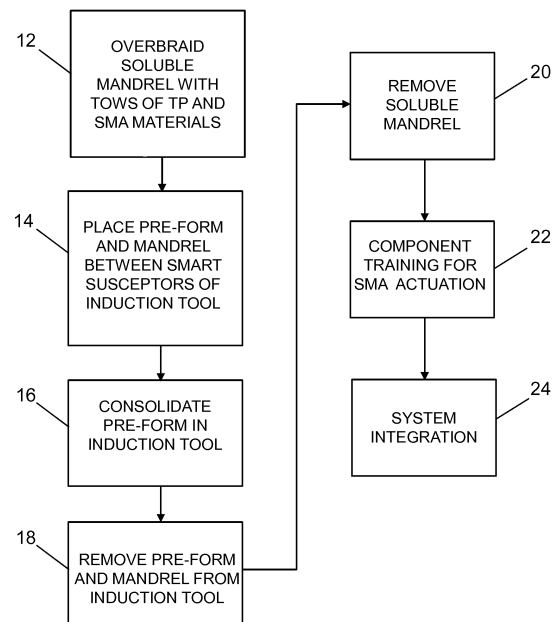 12
OVERBRAID
SOLUBLE
MANDREL WITH
TOWS OF TP AND
SMA MATERIALS
14
PLACE PRE-FORM
AND MANDREL
BETWEEN SMART
SUSCEPTORS OF
INDUCTION TOOL
16
CONSOLIDATE
PRE-FORM IN
INDUCTION TOOL
18
REMOVE PRE-FORM
AND MANDREL FROM
INDUCTION TOOL
20
REMOVE
SOLUBLE
MANDREL
22
COMPONENT
TRAINING FOR
SMA ACTUATION
24
SYSTEM
INTEGRATION